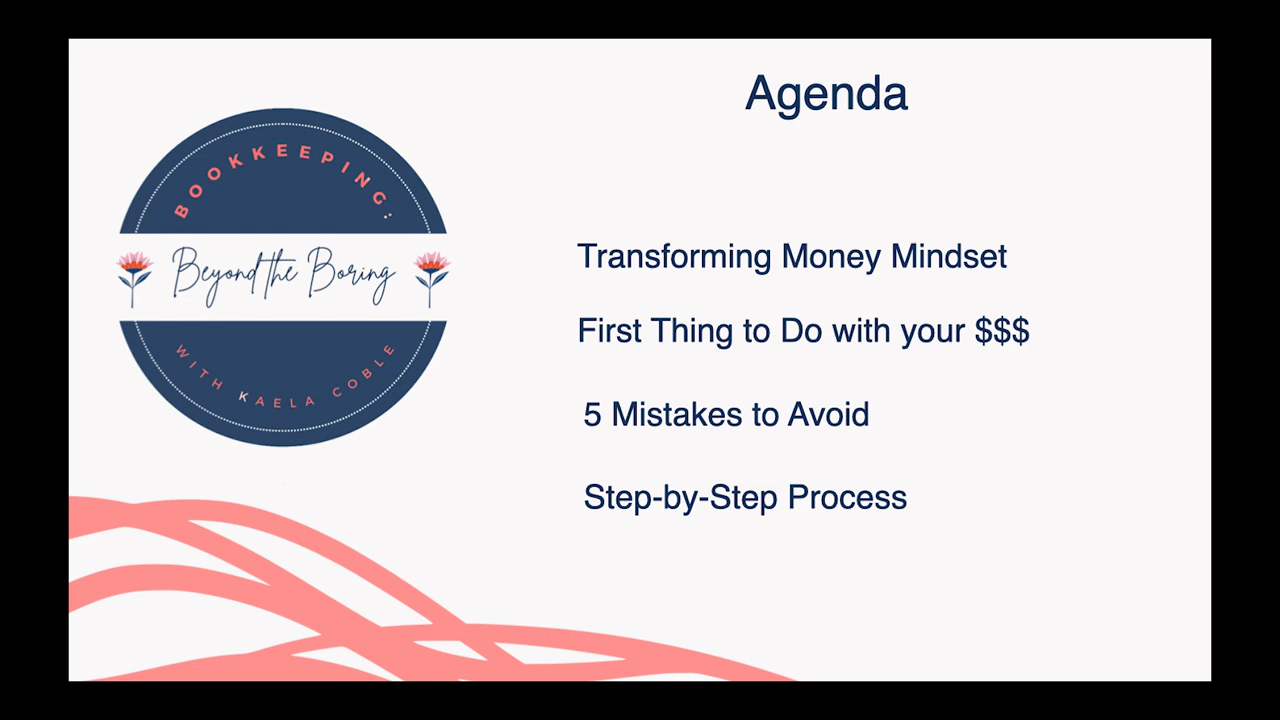 BOOKKEEPING:
Beyond the Boring
WITH KAELA COBLE
Agenda
Transforming Money Mindset
First Thing to Do with your $$$
5 Mistakes to Avoid
Step-by-Step Process